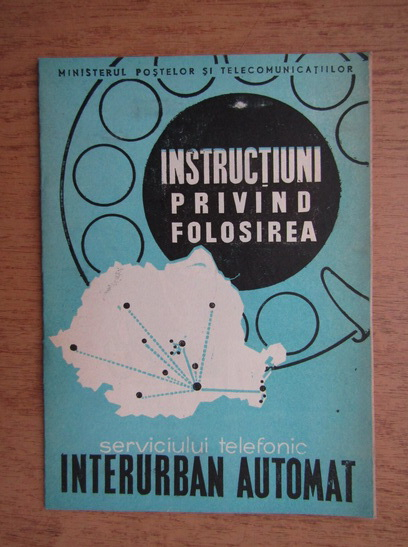 MINISTERUL POȘTELOR ȘI TELECOMUNICAȚIILOR
INSTRUCȚIUNI
PRIVIND
FOLOSIREA
serviciului telefonic
INTERURBAN AUTOMAT